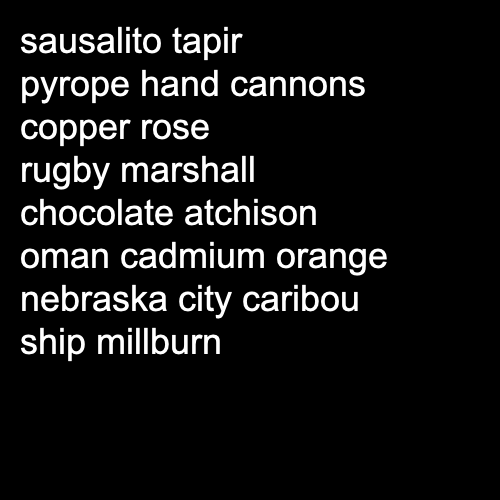 sausalito tapir
pyrope hand cannons
copper rose
rugby marshall
chocolate atchison
oman cadmium orange
nebraska city caribou
ship millburn